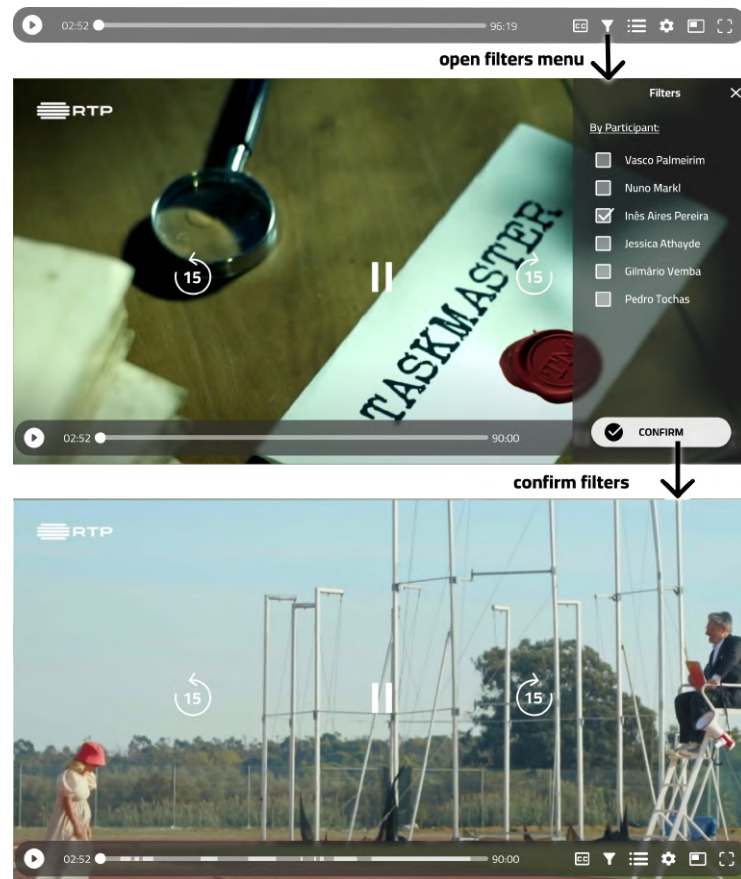 02:52 96:19 CC
open filters menu
RTP
Filters
By Participant:
Vasco Palmeirim
Nuno Markl
Inês Aires Pereira
Jessica Athayde
Gilmário Vemba
Pedro Tochas
15 15
TASKMASTER
TM
02:52 90:00
CONFIRM
confirm filters
RTP
15 15
02:52 90:00 CC